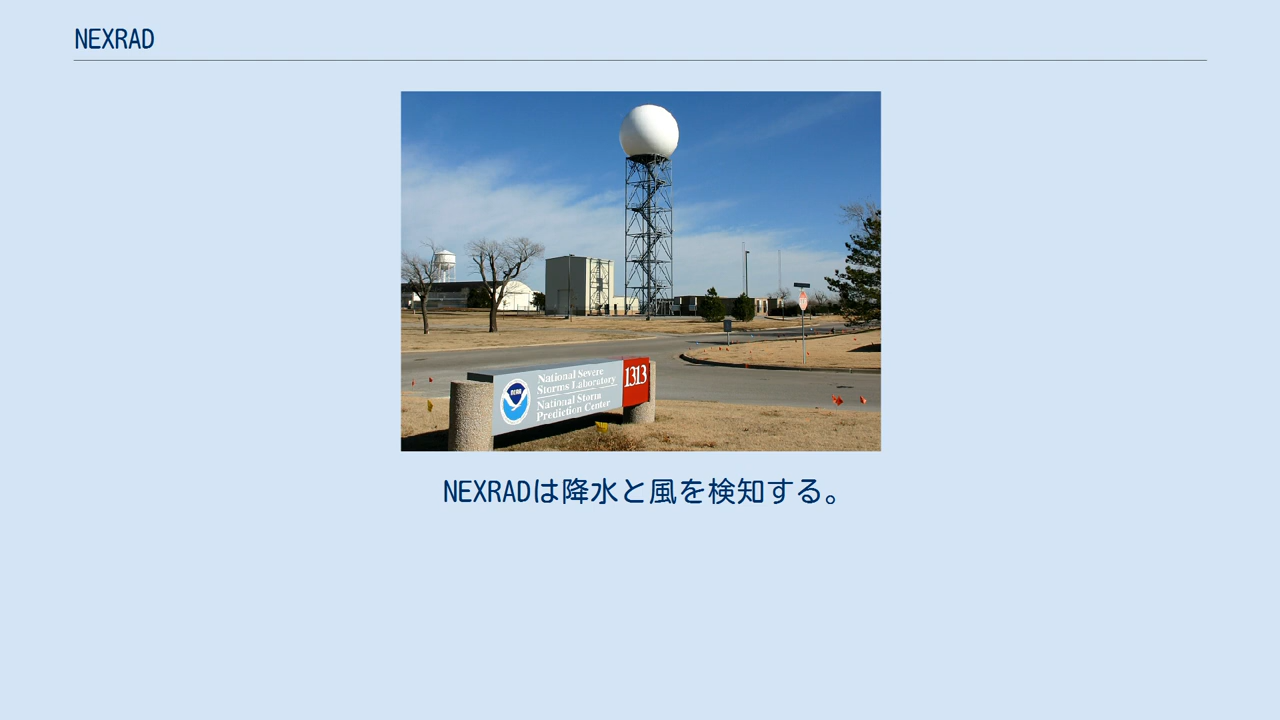 NEXRAD
National Severe
Storms Laboratory
National Storm
Prediction Center
1313
NEXRADは降水と風を検知する。